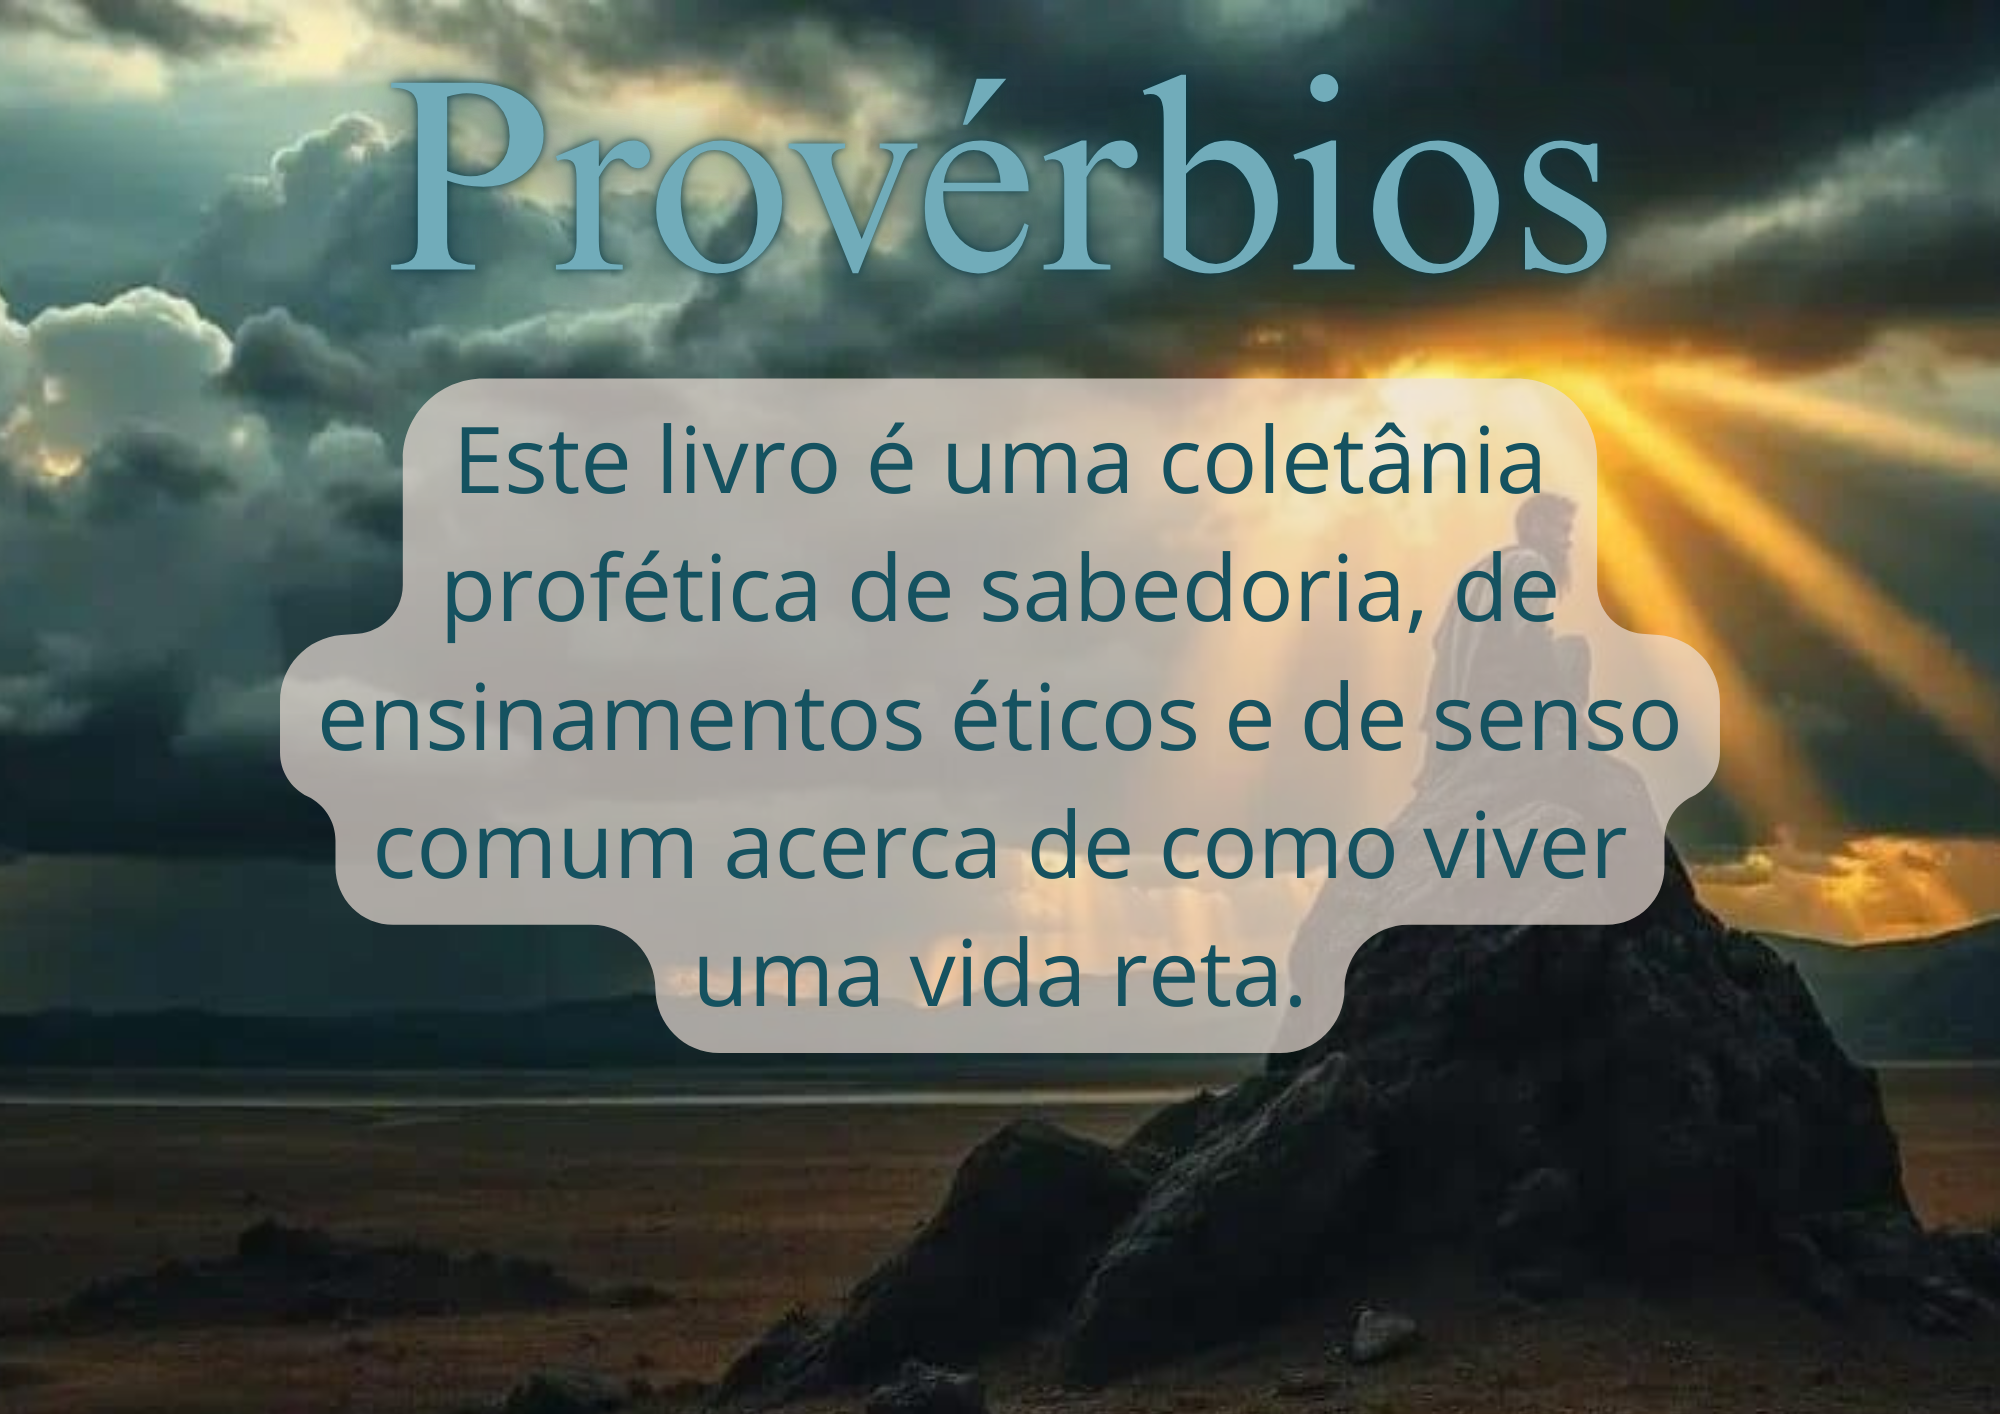 Provérbios
Este livro é uma coletânia
profética de sabedoria, de
ensinamentos éticos e de senso
comum acerca de como viver
uma vida reta.